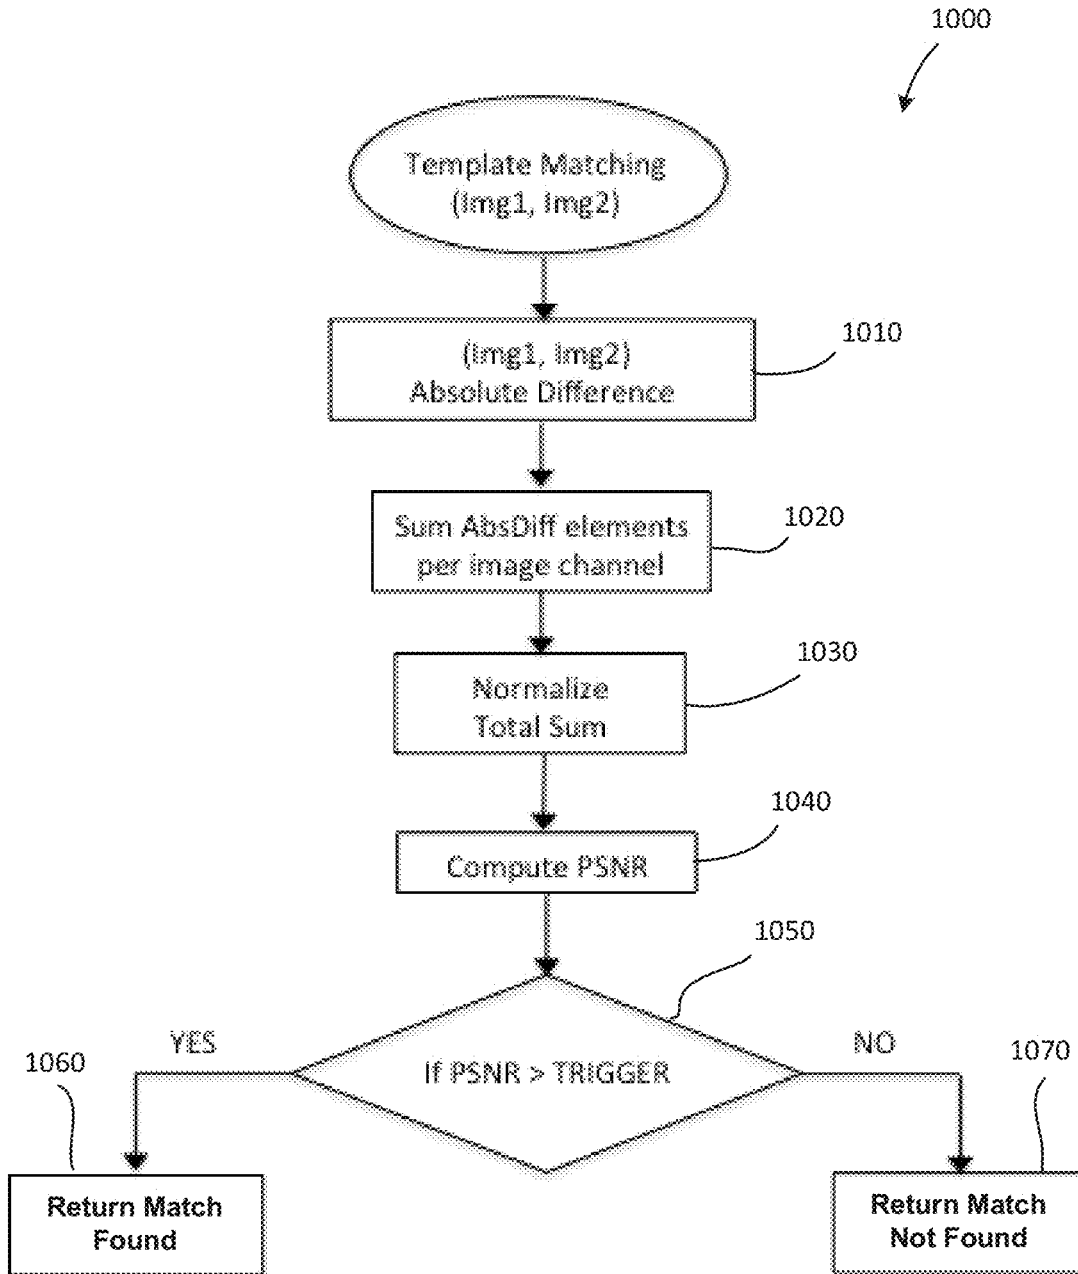 1000
Template Matching
(Img1, Img2)
1010
(Img1, Img2)
Absolute Difference
1020
Sum AbsDiff elements
per image channel
1030
Normalize
Total Sum
1040
Compute PSNR
1050
YES
NO
If PSNR > TRIGGER
1060
1070
Return Match
Found
Return Match
Not Found